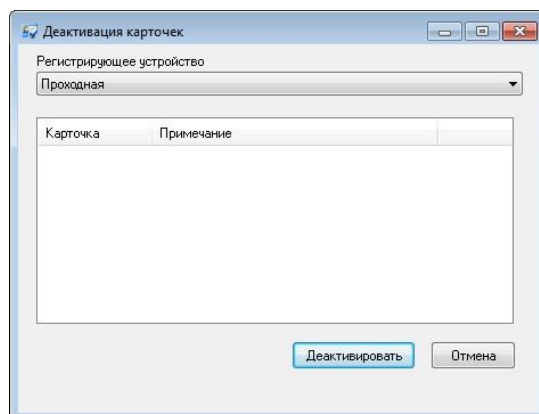 Деактивация карточек
Регистрирующее устройство
Проходная
Карточка Примечание
Деактивировать Отмена